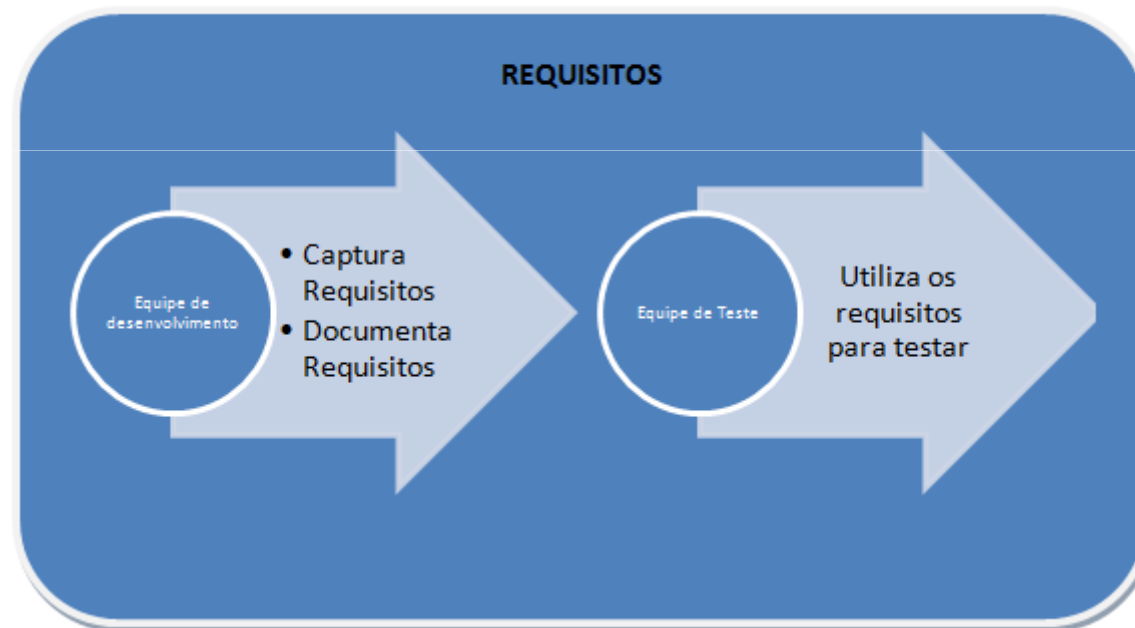 REQUISITOS
Equipe de
desenvolvimento
• Captura
Requisitos
• Documenta
Requisitos
Equipe de Teste
Utiliza os
requisitos
para testar